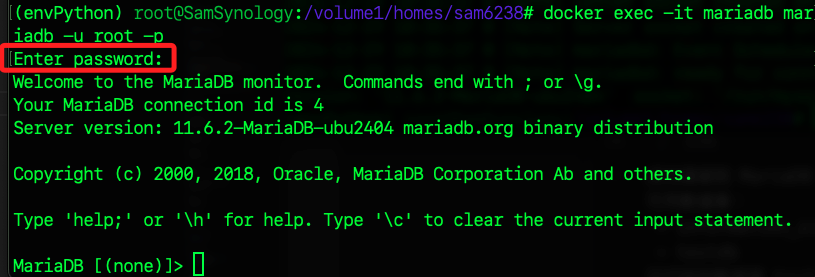 [(envPython) root@SamSynology:/volume1/homes/sam6238# docker exec -it mariadb mar
iadb -u root -p
[Enter password:
Welcome to the MariaDB monitor.  Commands end with ; or \g.
Your MariaDB connection id is 4
Server version: 11.6.2-MariaDB-ubu2404 mariadb.org binary distribution

Copyright (c) 2000, 2018, Oracle, MariaDB Corporation Ab and others.

Type 'help;' or '\h' for help. Type '\c' to clear the current input statement.

MariaDB [(none)]>